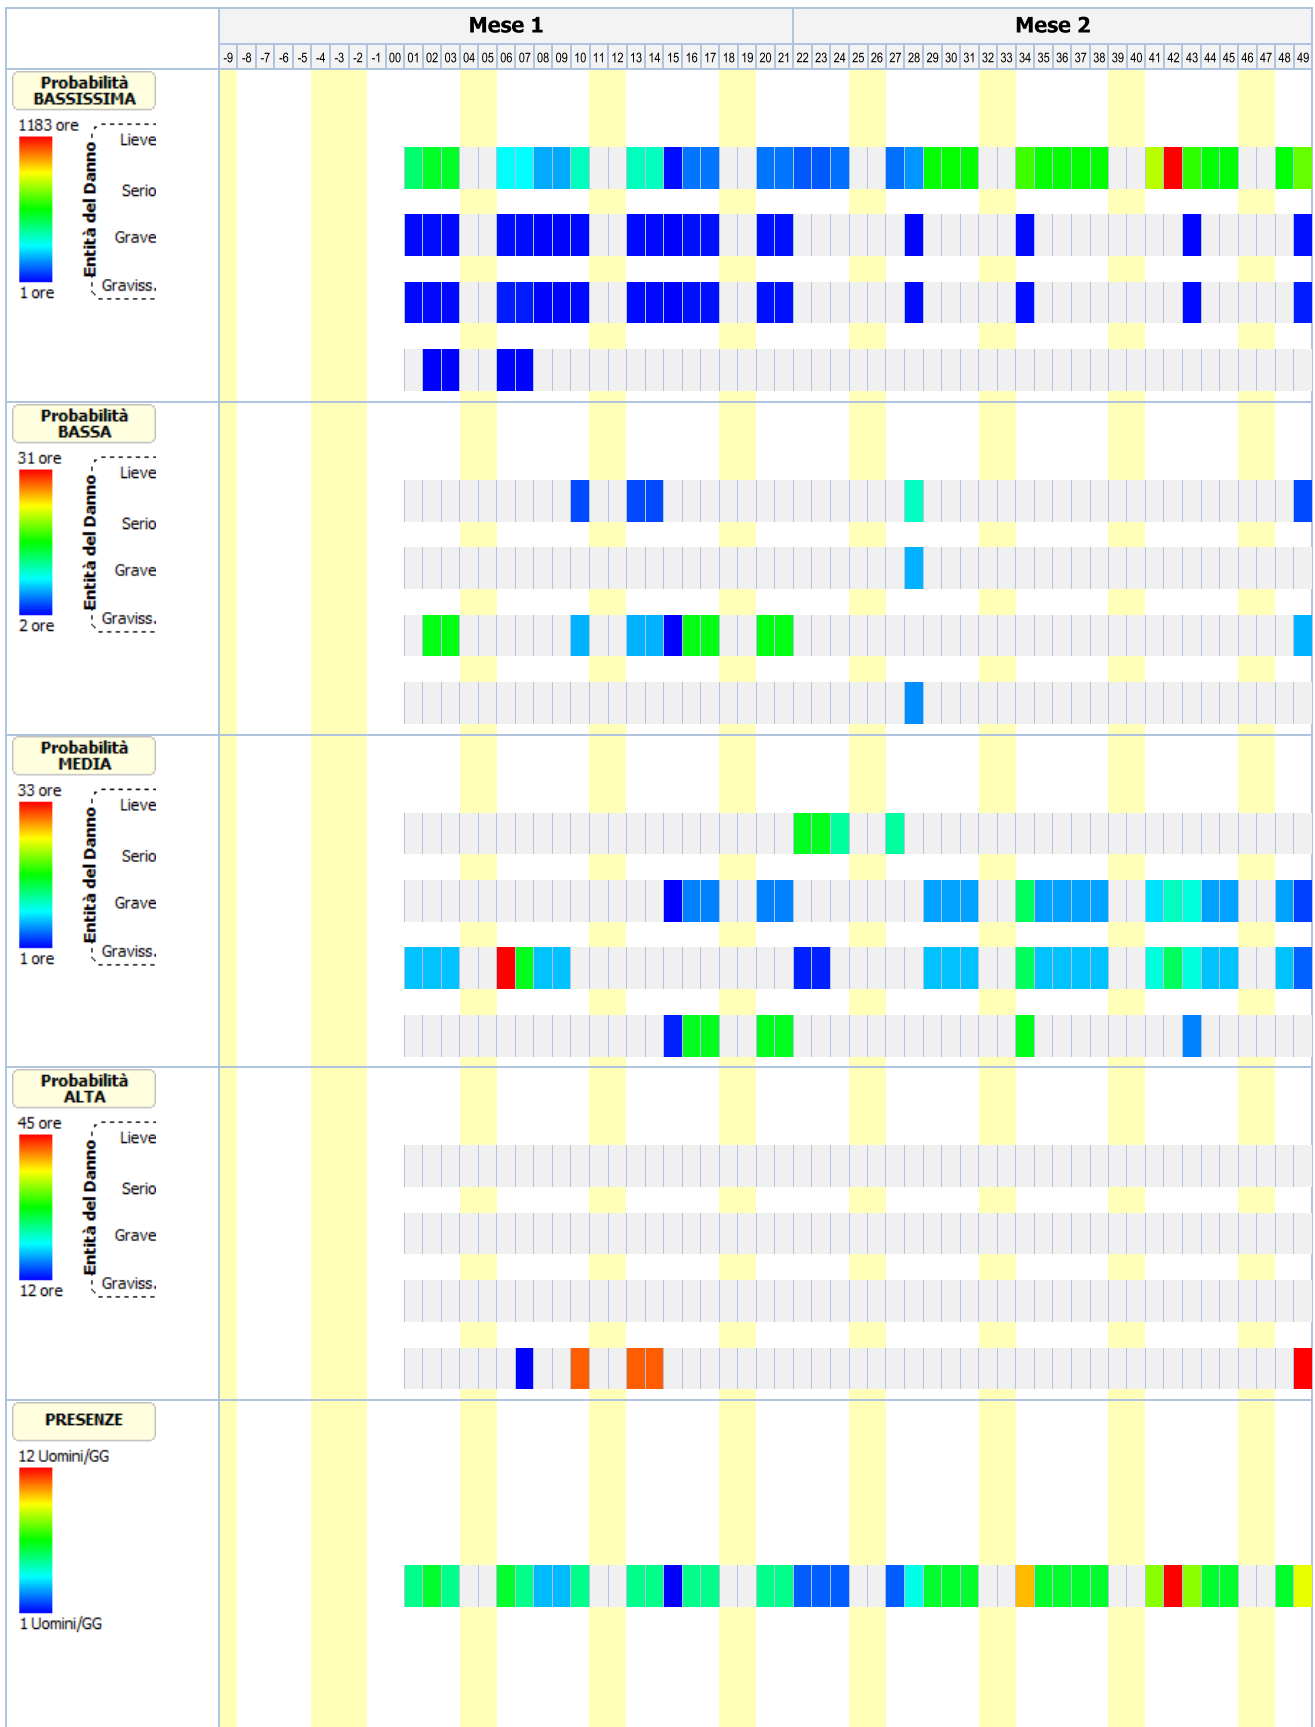 Mese 1 Mese 2
-9 -8 -7 -6 -5 -4 -3 -2 -1 00 01 02 03 04 05 06 07 08 09 10 11 12 13 14 15 16 17 18 19 20 21 22 23 24 25 26 27 28 29 30 31 32 33 34 35 36 37 38 39 40 41 42 43 44 45 46 47 48 49
Probabilità
BASSISSIMA
1183 ore
Entità del Danno
Lieve
Serio
Grave
Graviss.
1 ore
Probabilità
BASSA
31 ore
Entità del Danno
Lieve
Serio
Grave
Graviss.
2 ore
Probabilità
MEDIA
33 ore
Entità del Danno
Lieve
Serio
Grave
Graviss.
1 ore
Probabilità
ALTA
45 ore
Entità del Danno
Lieve
Serio
Grave
Graviss.
12 ore
PRESENZE
12 Uomini/GG
1 Uomini/GG